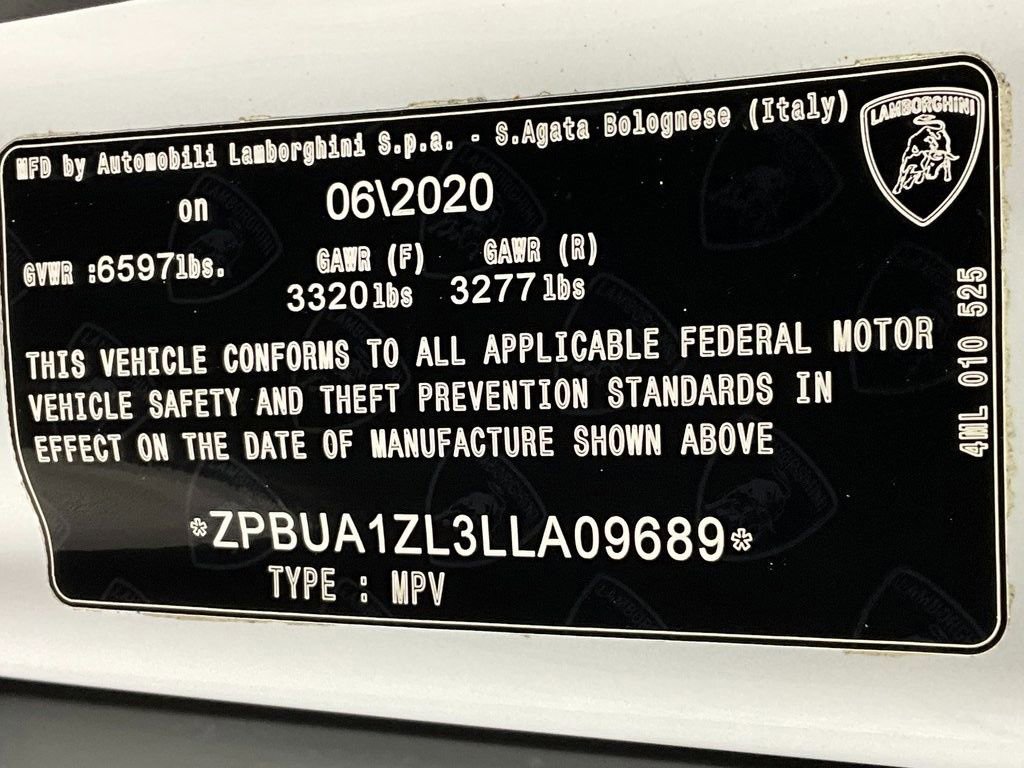 MFD by Automobili Lamborghini S.p.a. - S.Agata Bolognese (Italy)
LAMBORGHINI
on 06\2020
GVWR :6597lbs. GAWR (F) GAWR (R)
3320lbs 3277lbs
THIS VEHICLE CONFORMS TO ALL APPLICABLE FEDERAL MOTOR
VEHICLE SAFETY AND THEFT PREVENTION STANDARDS IN
EFFECT ON THE DATE OF MANUFACTURE SHOWN ABOVE
4ML 010 525
*ZPBUA1ZL3LLA09689*
TYPE : MPV